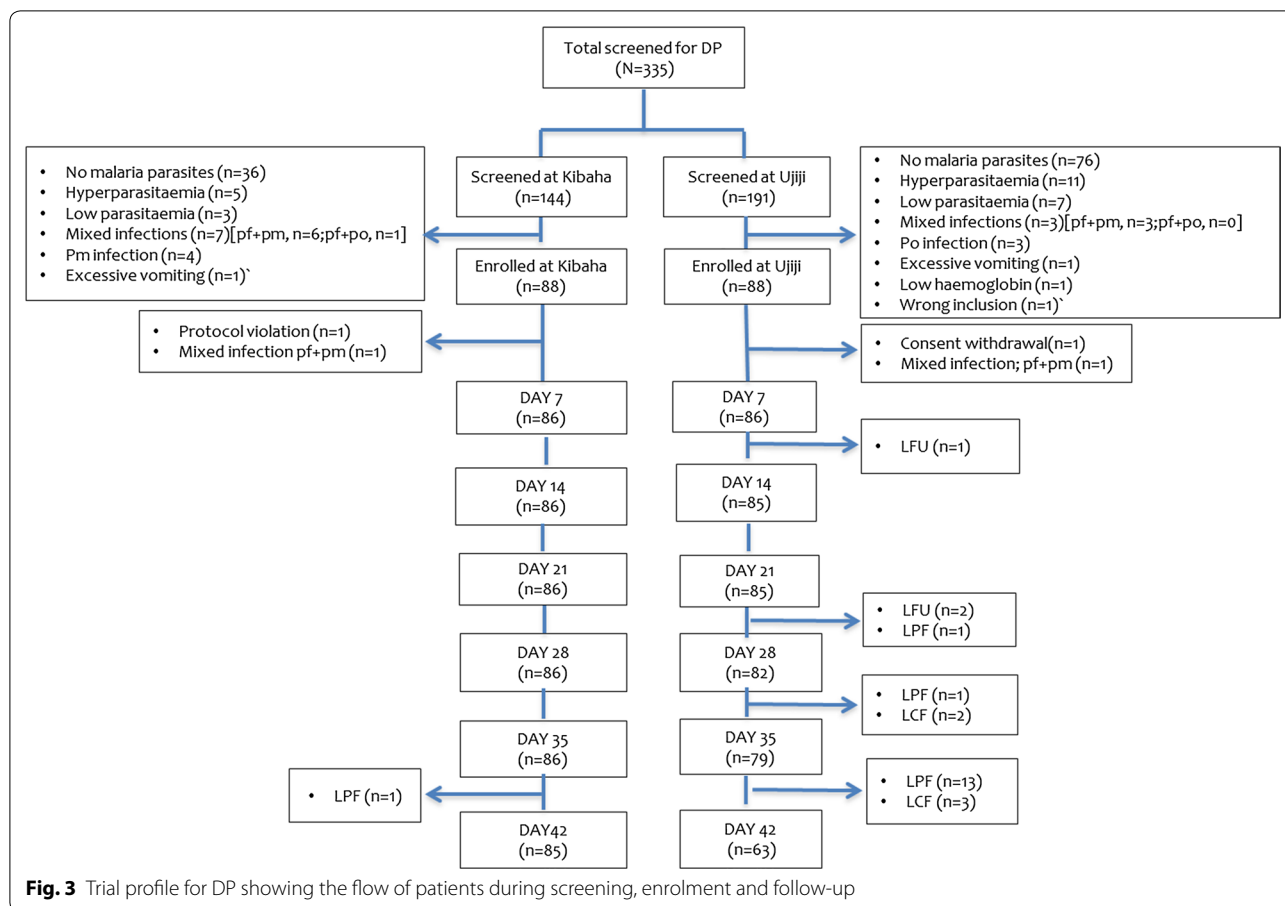 Total screened for DP
(N=335)
• No malaria parasites (n=36)
• Hyperparasitaemia (n=5)
• Low parasitaemia (n=3)
• Mixed infections (n=7)[pf+pm, n=6;pf+po, n=1]
• Pm infection (n=4)
• Excessive vomiting (n=1)`
Screened at Kibaha
(n=144)
Screened at Ujiji
(n=191)
• No malaria parasites (n=76)
• Hyperparasitaemia (n=11)
• Low parasitaemia (n=7)
• Mixed infections (n=3)[pf+pm, n=3;pf+po, n=0]
• Po infection (n=3)
• Excessive vomiting (n=1)
• Low haemoglobin (n=1)
• Wrong inclusion (n=1)`
Enrolled at Kibaha
(n=88)
Enrolled at Ujiji
(n=88)
• Protocol violation (n=1)
• Mixed infection pf+pm (n=1)
• Consent withdrawal(n=1)
• Mixed infection; pf+pm (n=1)
DAY 7
(n=86)
DAY 7
(n=86)
• LFU (n=1)
DAY 14
(n=86)
DAY 14
(n=85)
DAY 21
(n=86)
DAY 21
(n=85)
• LFU (n=2)
• LPF (n=1)
DAY 28
(n=86)
DAY 28
(n=82)
• LPF (n=1)
• LCF (n=2)
DAY 35
(n=86)
DAY 35
(n=79)
• LPF (n=1)
• LPF (n=13)
• LCF (n=3)
DAY42
(n=85)
DAY 42
(n=63)
Fig. 3 Trial profile for DP showing the flow of patients during screening, enrolment and follow-up